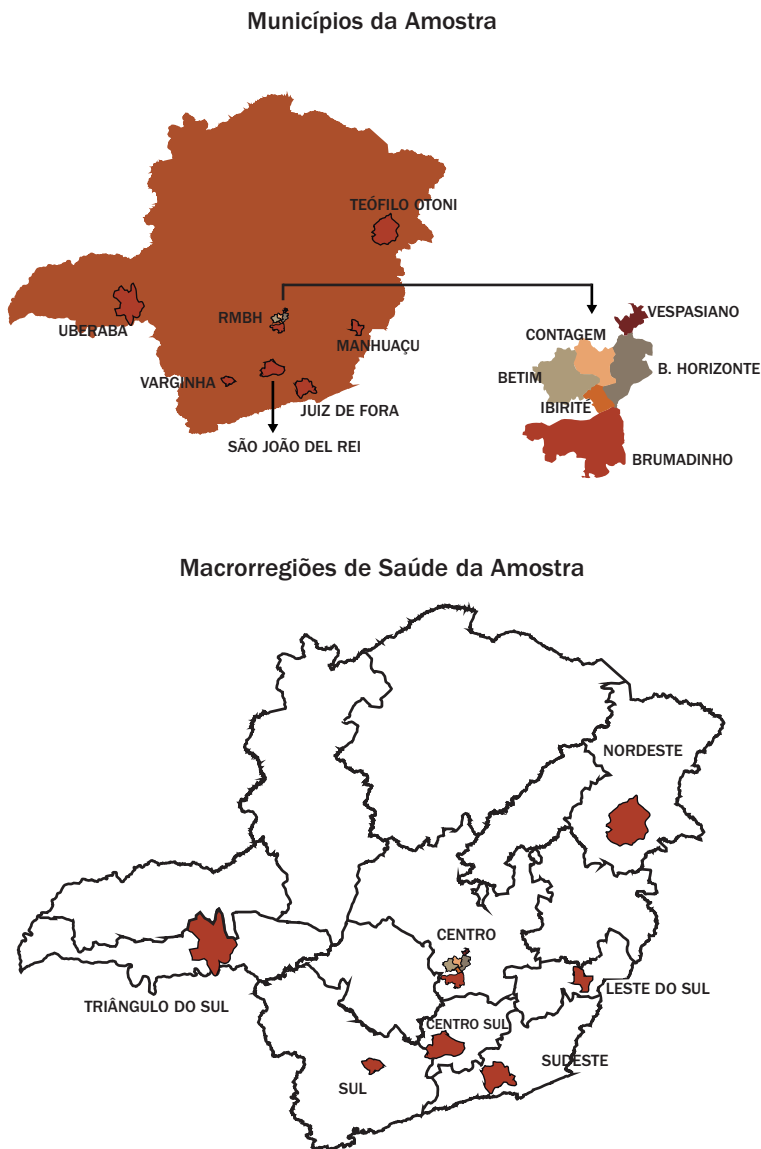 Municípios da Amostra
TEÓFILO OTONI
RMBH
VESPASIANO
UBERABA
CONTAGEM
MANHUAÇU
B. HORIZONTE
VARGINHA
BETIM
JUIZ DE FORA
IBIRITÉ
SÃO JOÃO DEL REI
BRUMADINHO
Macrorregiões de Saúde da Amostra
NORDESTE
CENTRO
TRIÂNGULO DO SUL
LESTE DO SUL
CENTRO SUL
SUDESTE
SUL